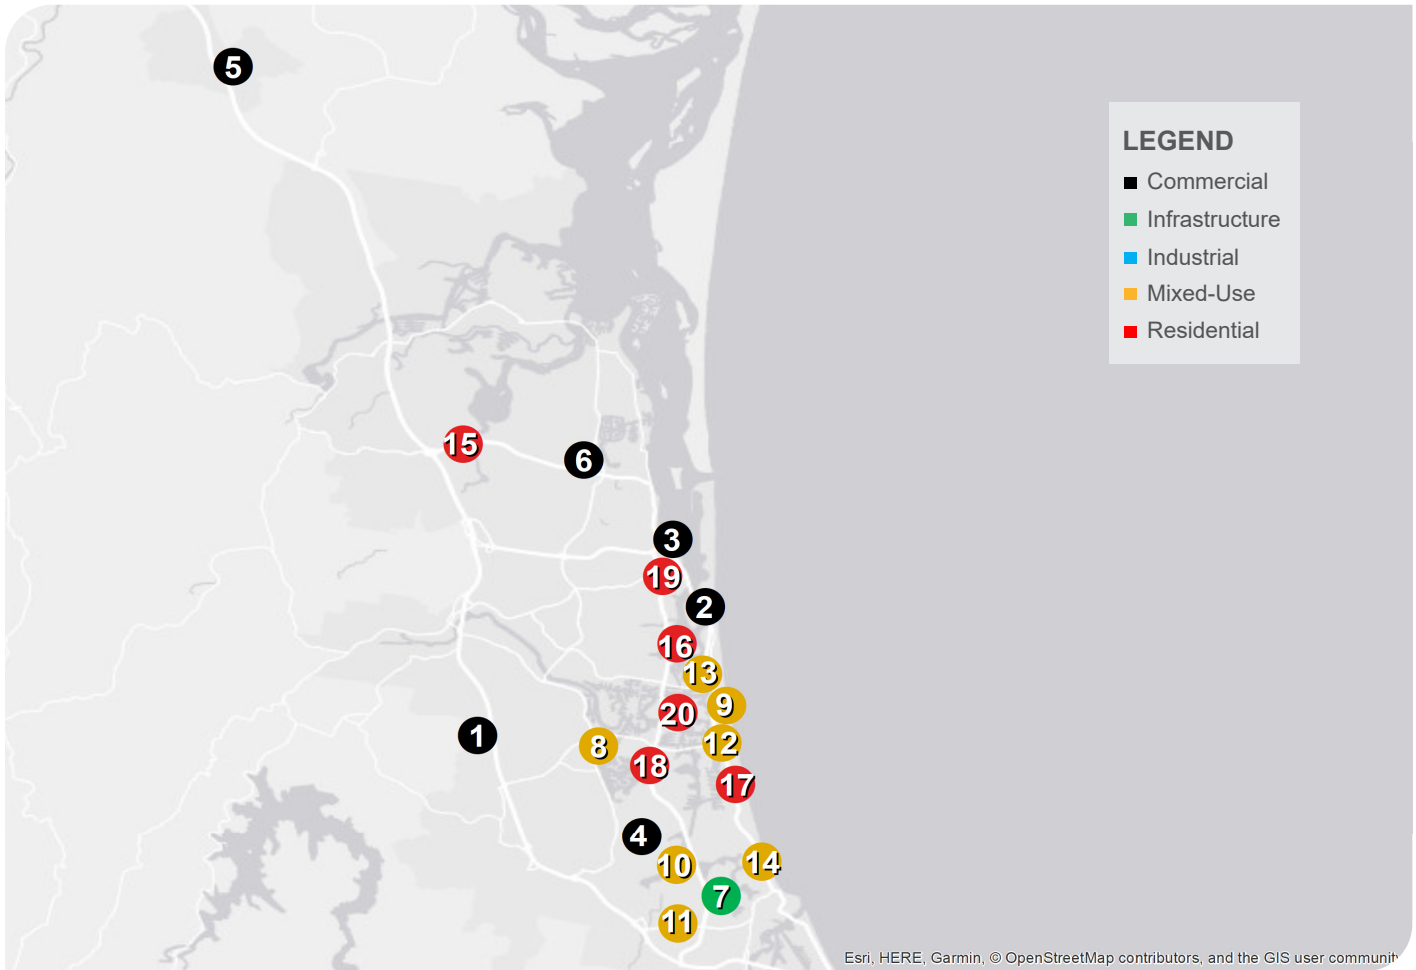 5
LEGEND
Commercial
Infrastructure
Industrial
Mixed-Use
Residential
15
6
3
19
2
16
13
9
20
12
1
8
18
17
4
10
14
7
11
Esri, HERE, Garmin, © OpenStreetMap contributors, and the GIS user communit